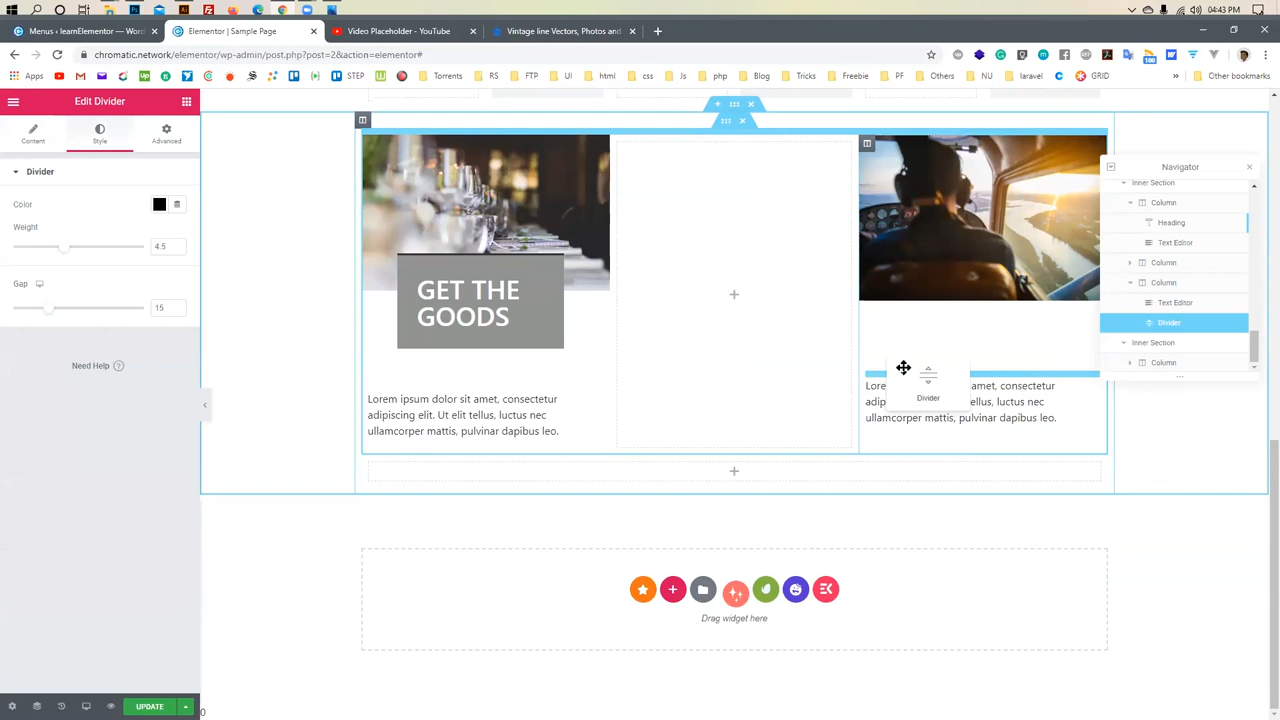 04:43 PM
Menus ‹ learnElementor — Wor
Elementor | Sample Page
Video Placeholder - YouTube
Vintage line Vectors, Photos and
chromatic.network/elementor/wp-admin/post.php?post=2&action=elementor#
Apps
STEP
Torrents
RS
FTP
UI
html
css
Js
php
Blog
Tricks
Freebie
PF
Others
NU
laravel
GRID
»
Other bookmarks
Edit Divider
Content
Style
Advanced
Divider
Color
Weight
4.5
Gap
15
Need Help
UPDATE
GET THE
GOODS
Lorem ipsum dolor sit amet, consectetur
adipiscing elit. Ut elit tellus, luctus nec
ullamcorper mattis, pulvinar dapibus leo.
Divider
amet, consectetur
tellus, luctus nec
ullamcorper mattis, pulvinar dapibus leo.
Drag widget here
Navigator
Inner Section
Column
Heading
Text Editor
Column
Column
Text Editor
Divider
Inner Section
Column